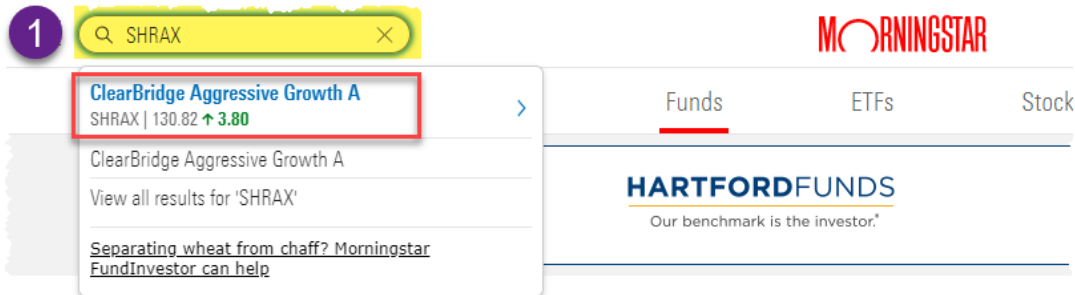 1
SHRAX
MORNINGSTAR
ClearBridge Aggressive Growth A
SHRAX | 130.82 ↑ 3.80
ClearBridge Aggressive Growth A
View all results for 'SHRAX'
Separating wheat from chaff? Morningstar
FundInvestor can help
Funds ETFs Stock
HARTFORDFUNDS
Our benchmark is the investor.®